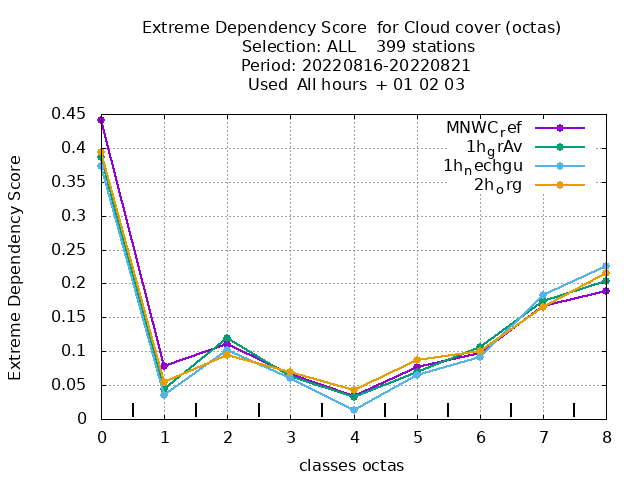 Extreme Dependency Score  for Cloud cover (octas)
Selection: ALL    399 stations
Period: 20220816-20220821
Used  All hours  + 01 02 03
MNWC_ref
1h_grAv
1h_nechgu
2h_org
0.45
0.4
0.35
0.3
0.25
0.2
0.15
0.1
0.05
0
Extreme Dependency Score
0 1 2 3 4 5 6 7 8
classes octas